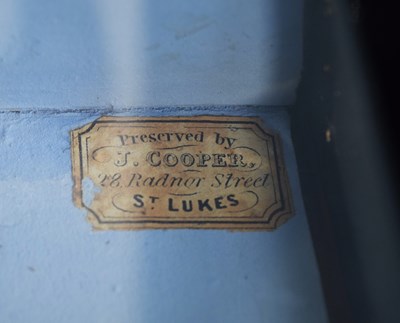 Preserved by
J. COOPER,
28 Radnor Street
ST LUKES